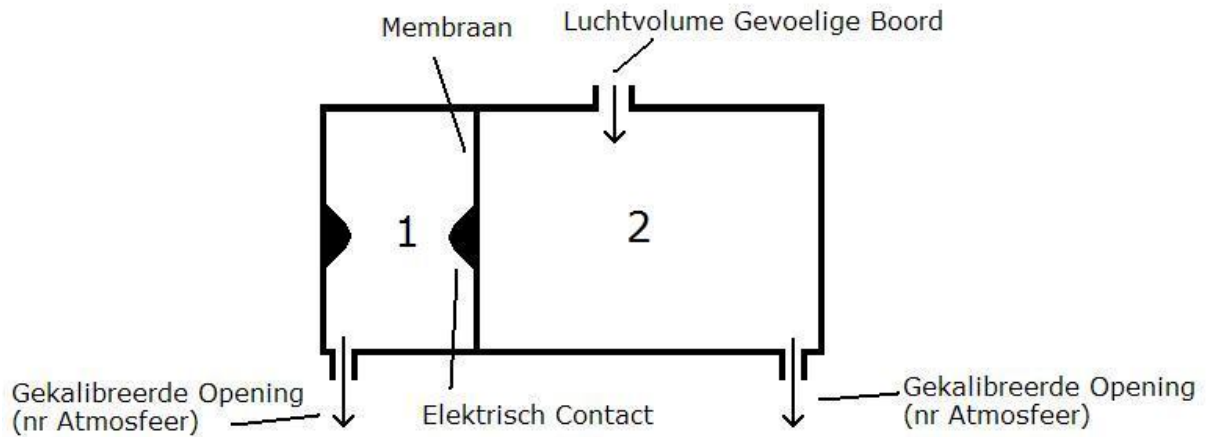 Luchtvolume Gevoelige Boord
Membraan
1
2
Gekalibreerde Opening
(nr Atmosfeer)
Elektrisch Contact
Gekalibreerde Opening
(nr Atmosfeer)